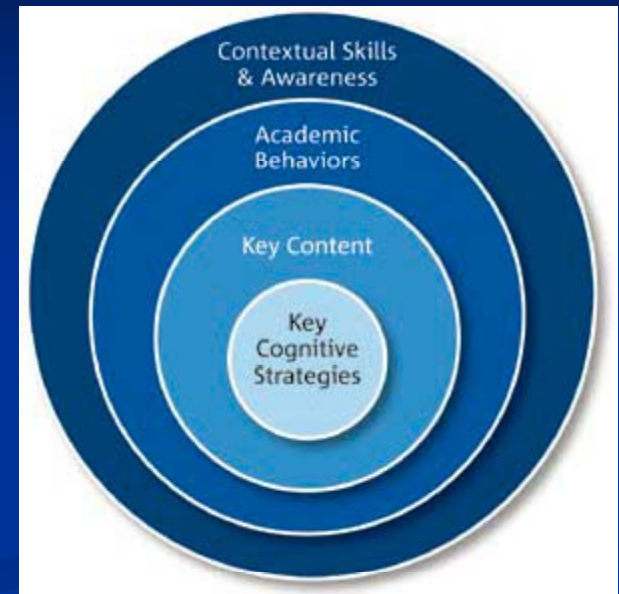 Contextual Skills
& Awareness
Academic
Behaviors
Key Content
Key
Cognitive
Strategies